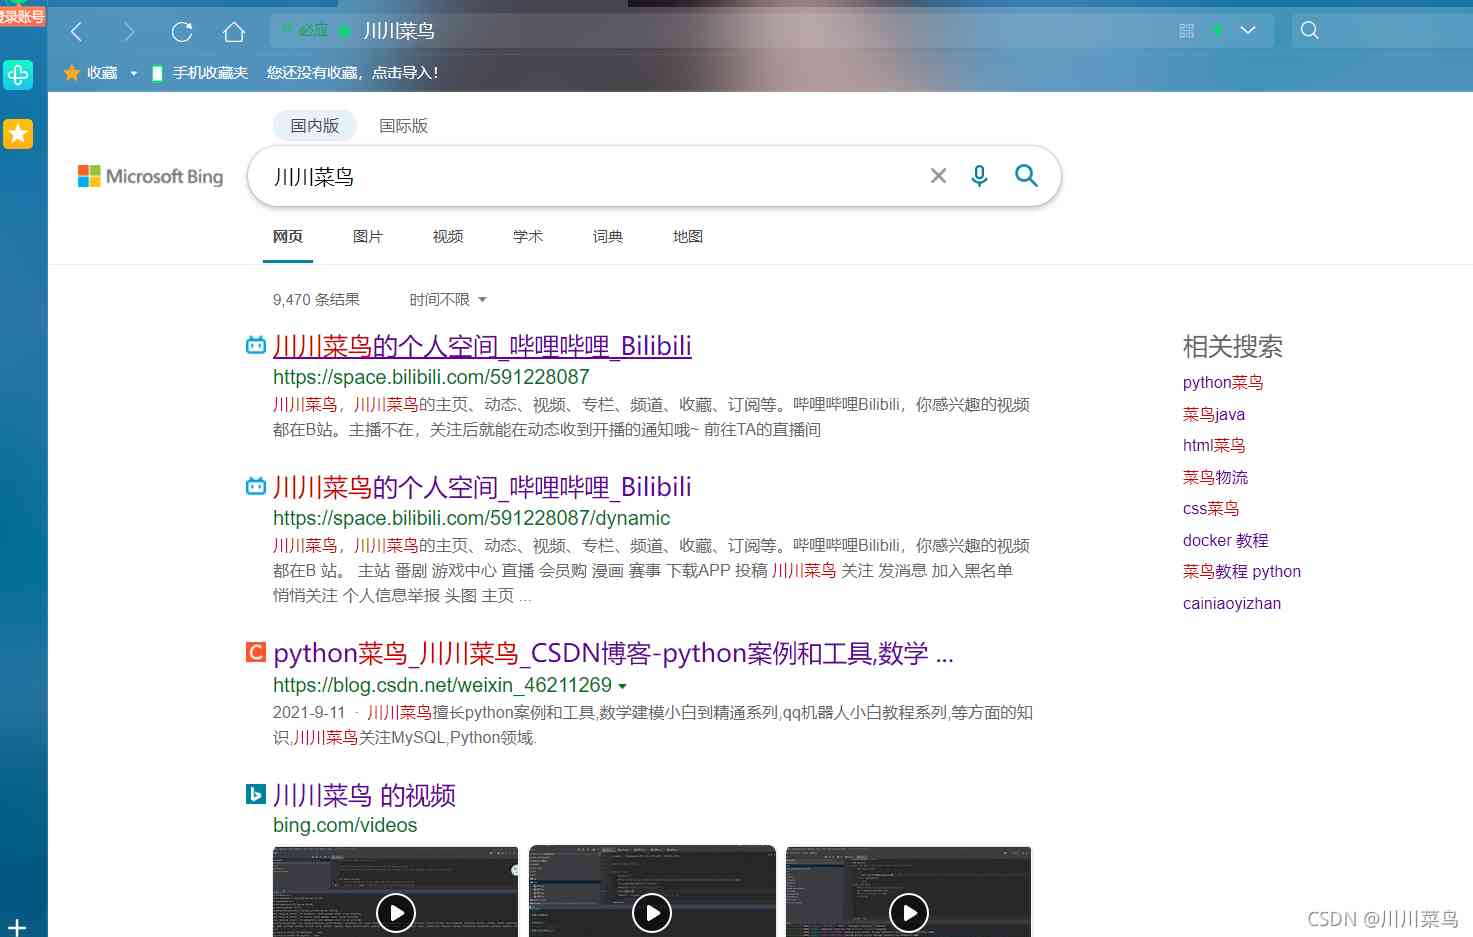 登录账号
必应 川川菜鸟
收藏 手机收藏夹 您还没有收藏，点击导入！
国内版 国际版
Microsoft Bing
川川菜鸟
网页 图片 视频 学术 词典 地图
9,470 条结果 时间不限
川川菜鸟的个人空间_哔哩哔哩_Bilibili
https://space.bilibili.com/591228087
川川菜鸟，川川菜鸟的主页、动态、视频、专栏、频道、收藏、订阅等。哔哩哔哩Bilibili，你感兴趣的视频
都在B站。主播不在，关注后就能在动态收到开播的通知哦~ 前往TA的直播间
川川菜鸟的个人空间_哔哩哔哩_Bilibili
https://space.bilibili.com/591228087/dynamic
川川菜鸟，川川菜鸟的主页、动态、视频、专栏、频道、收藏、订阅等。哔哩哔哩Bilibili，你感兴趣的视频
都在B 站。 主站 番剧 游戏中心 直播 会员购 漫画 赛事 下载APP 投稿 川川菜鸟 关注 发消息 加入黑名单
悄悄关注 个人信息举报 头图 主页 ...
python菜鸟_川川菜鸟_CSDN博客-python案例和工具,数学 ...
https://blog.csdn.net/weixin_46211269
2021-9-11 · 川川菜鸟擅长python案例和工具,数学建模小白到精通系列,qq机器人小白教程系列,等方面的知
识,川川菜鸟关注MySQL,Python领域.
川川菜鸟 的视频
bing.com/videos
相关搜索
python菜鸟
菜鸟java
html菜鸟
菜鸟物流
css菜鸟
docker 教程
菜鸟教程 python
cainiaoyizhan
CSDN @川川菜鸟